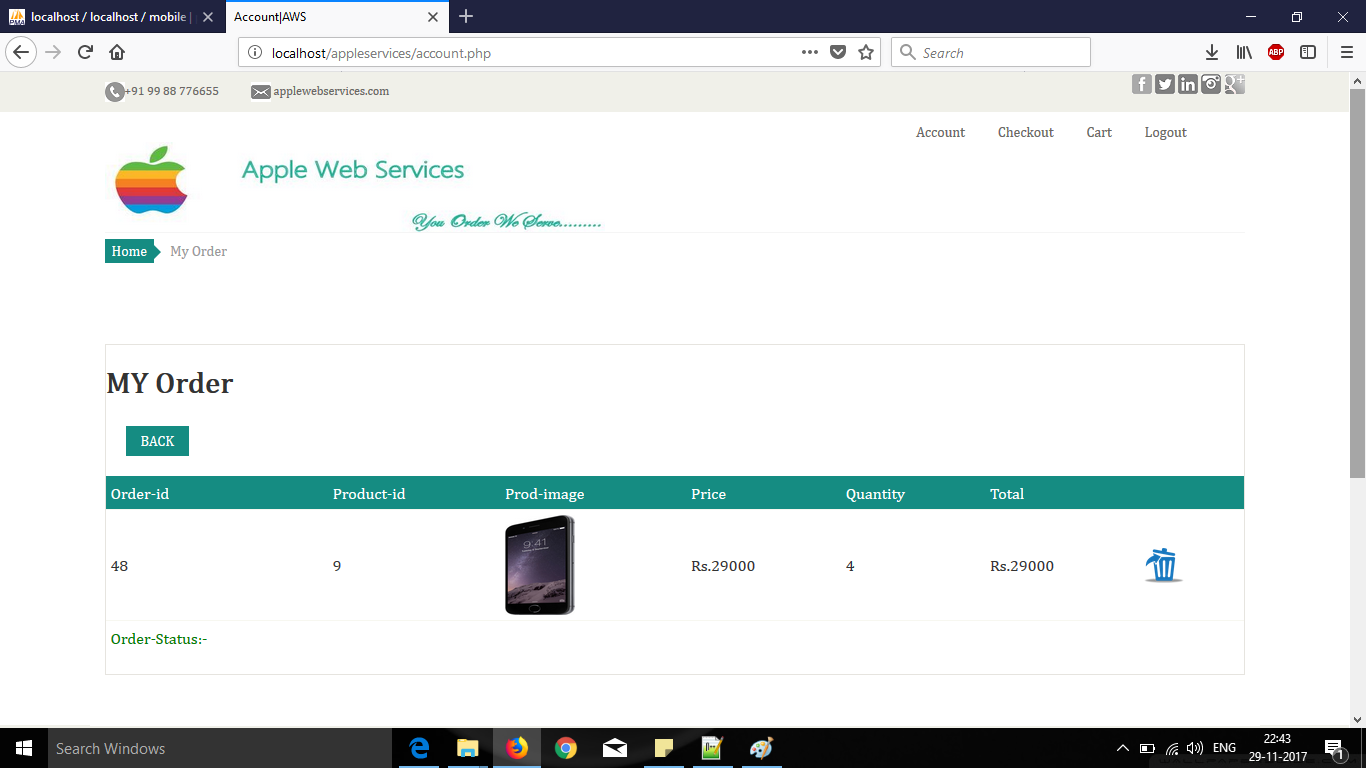 localhost / localhost / mobile |
Account|AWS
localhost/appleservices/account.php
Search
ABP
+91 99 88 776655
applewebservices.com
Account Checkout Cart Logout
Apple Web Services
You Order We Serve.........
Home My Order
MY Order
BACK
Order-id Product-id Prod-image Price Quantity Total
9:41
48 9 Rs.29000 4 Rs.29000
Order-Status:-
Search Windows
ENG
22:43
29-11-2017
1